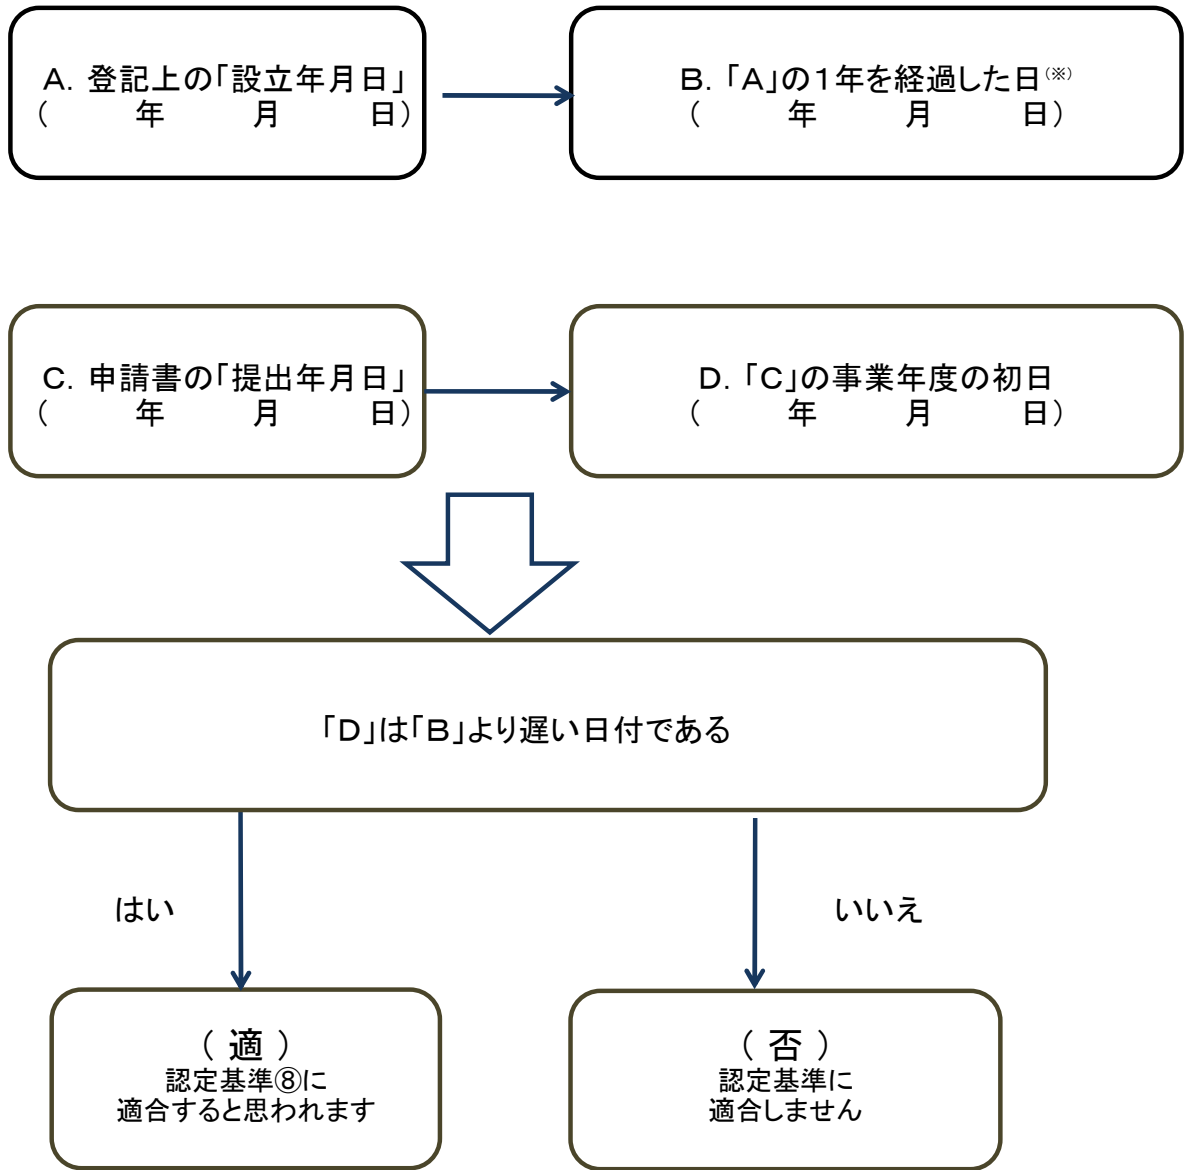 A. 登記上の「設立年月日」
(　　　年　　　月　　　日)
B. 「A」の1年を経過した日(※)
(　　　年　　　月　　　日)
C. 申請書の「提出年月日」
(　　　年　　　月　　　日)
D. 「C」の事業年度の初日
(　　　年　　　月　　　日)
「D」は「B」より遅い日付である
はい
いいえ
( 適 )
認定基準⑧に
適合すると思われます
( 否 )
認定基準に
適合しません